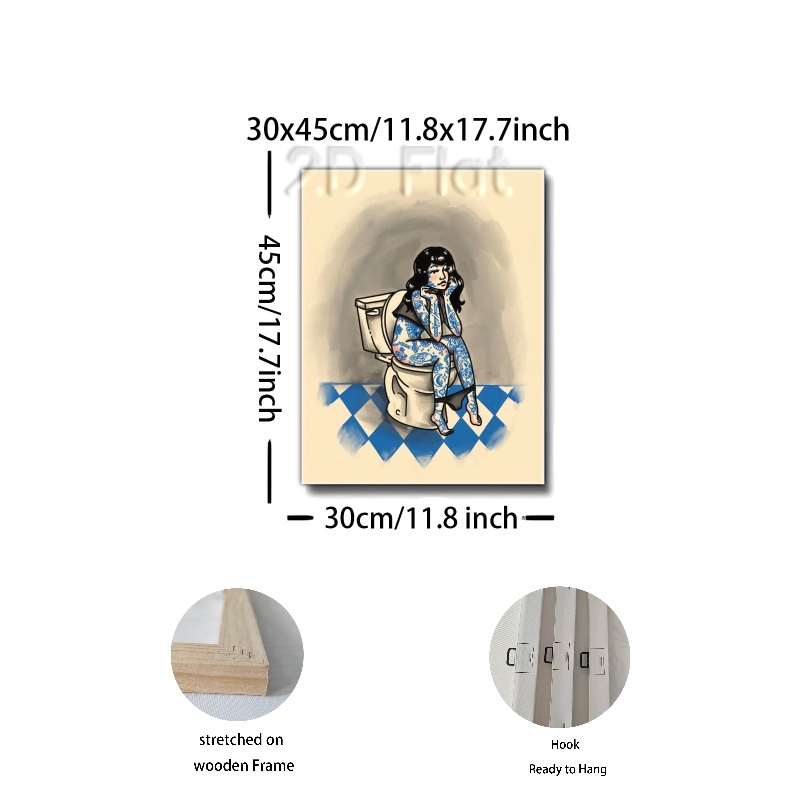 30x45cm/11.8x17.7inch
2D Flat
45cm/17.7inch
30cm/11.8 inch
stretched on
wooden Frame
Hook
Ready to Hang